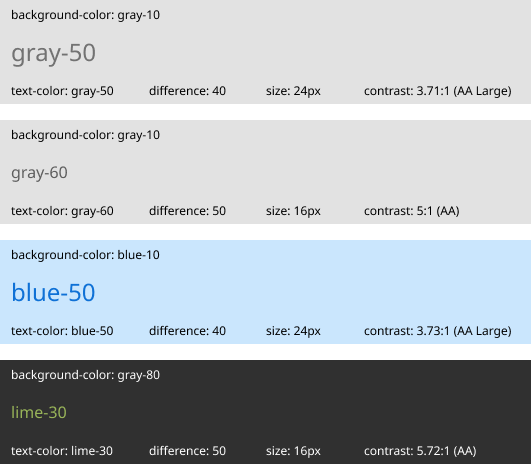 background-color: gray-10
gray-50
text-color: gray-50 difference: 40 size: 24px contrast: 3.71:1 (AA Large)
background-color: gray-10
gray-60
text-color: gray-60 difference: 50 size: 16px contrast: 5:1 (AA)
background-color: blue-10
blue-50
text-color: blue-50 difference: 40 size: 24px contrast: 3.73:1 (AA Large)
background-color: gray-80
lime-30
text-color: lime-30 difference: 50 size: 16px contrast: 5.72:1 (AA)